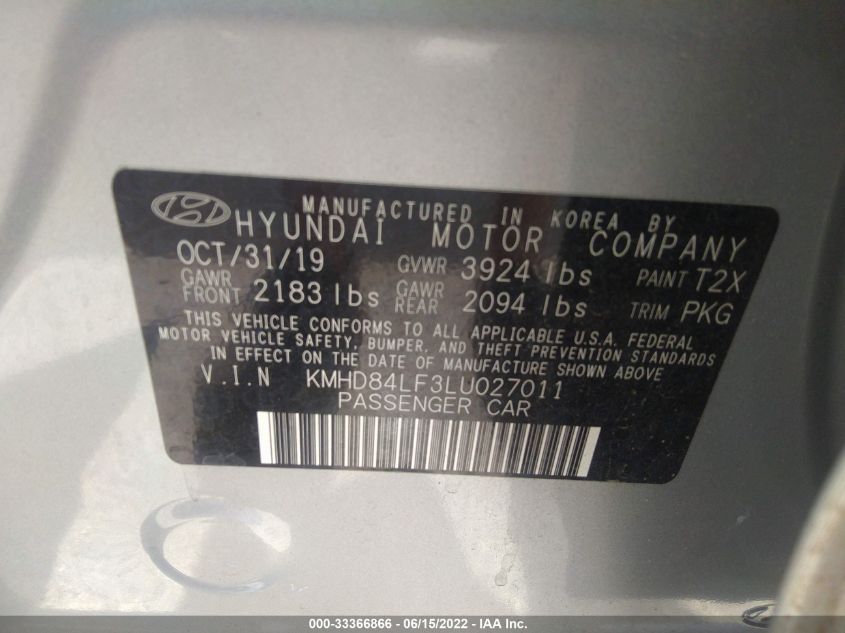 MANUFACTURED IN KOREA BY
HYUNDAI MOTOR COMPANY
OCT/31/19 GVWR 3924 lbs PAINT T2X
GAWR FRONT 2183 lbs GAWR REAR 2094 lbs TRIM PKG
THIS VEHICLE CONFORMS TO ALL APPLICABLE U.S.A. FEDERAL
MOTOR VEHICLE SAFETY, BUMPER, AND THEFT PREVENTION STANDARDS
IN EFFECT ON THE DATE OF MANUFACTURE SHOWN ABOVE.
V.I.N KMHD84LF3LU027011
PASSENGER CAR
000-33366866 - 06/15/2022 - IAA Inc.